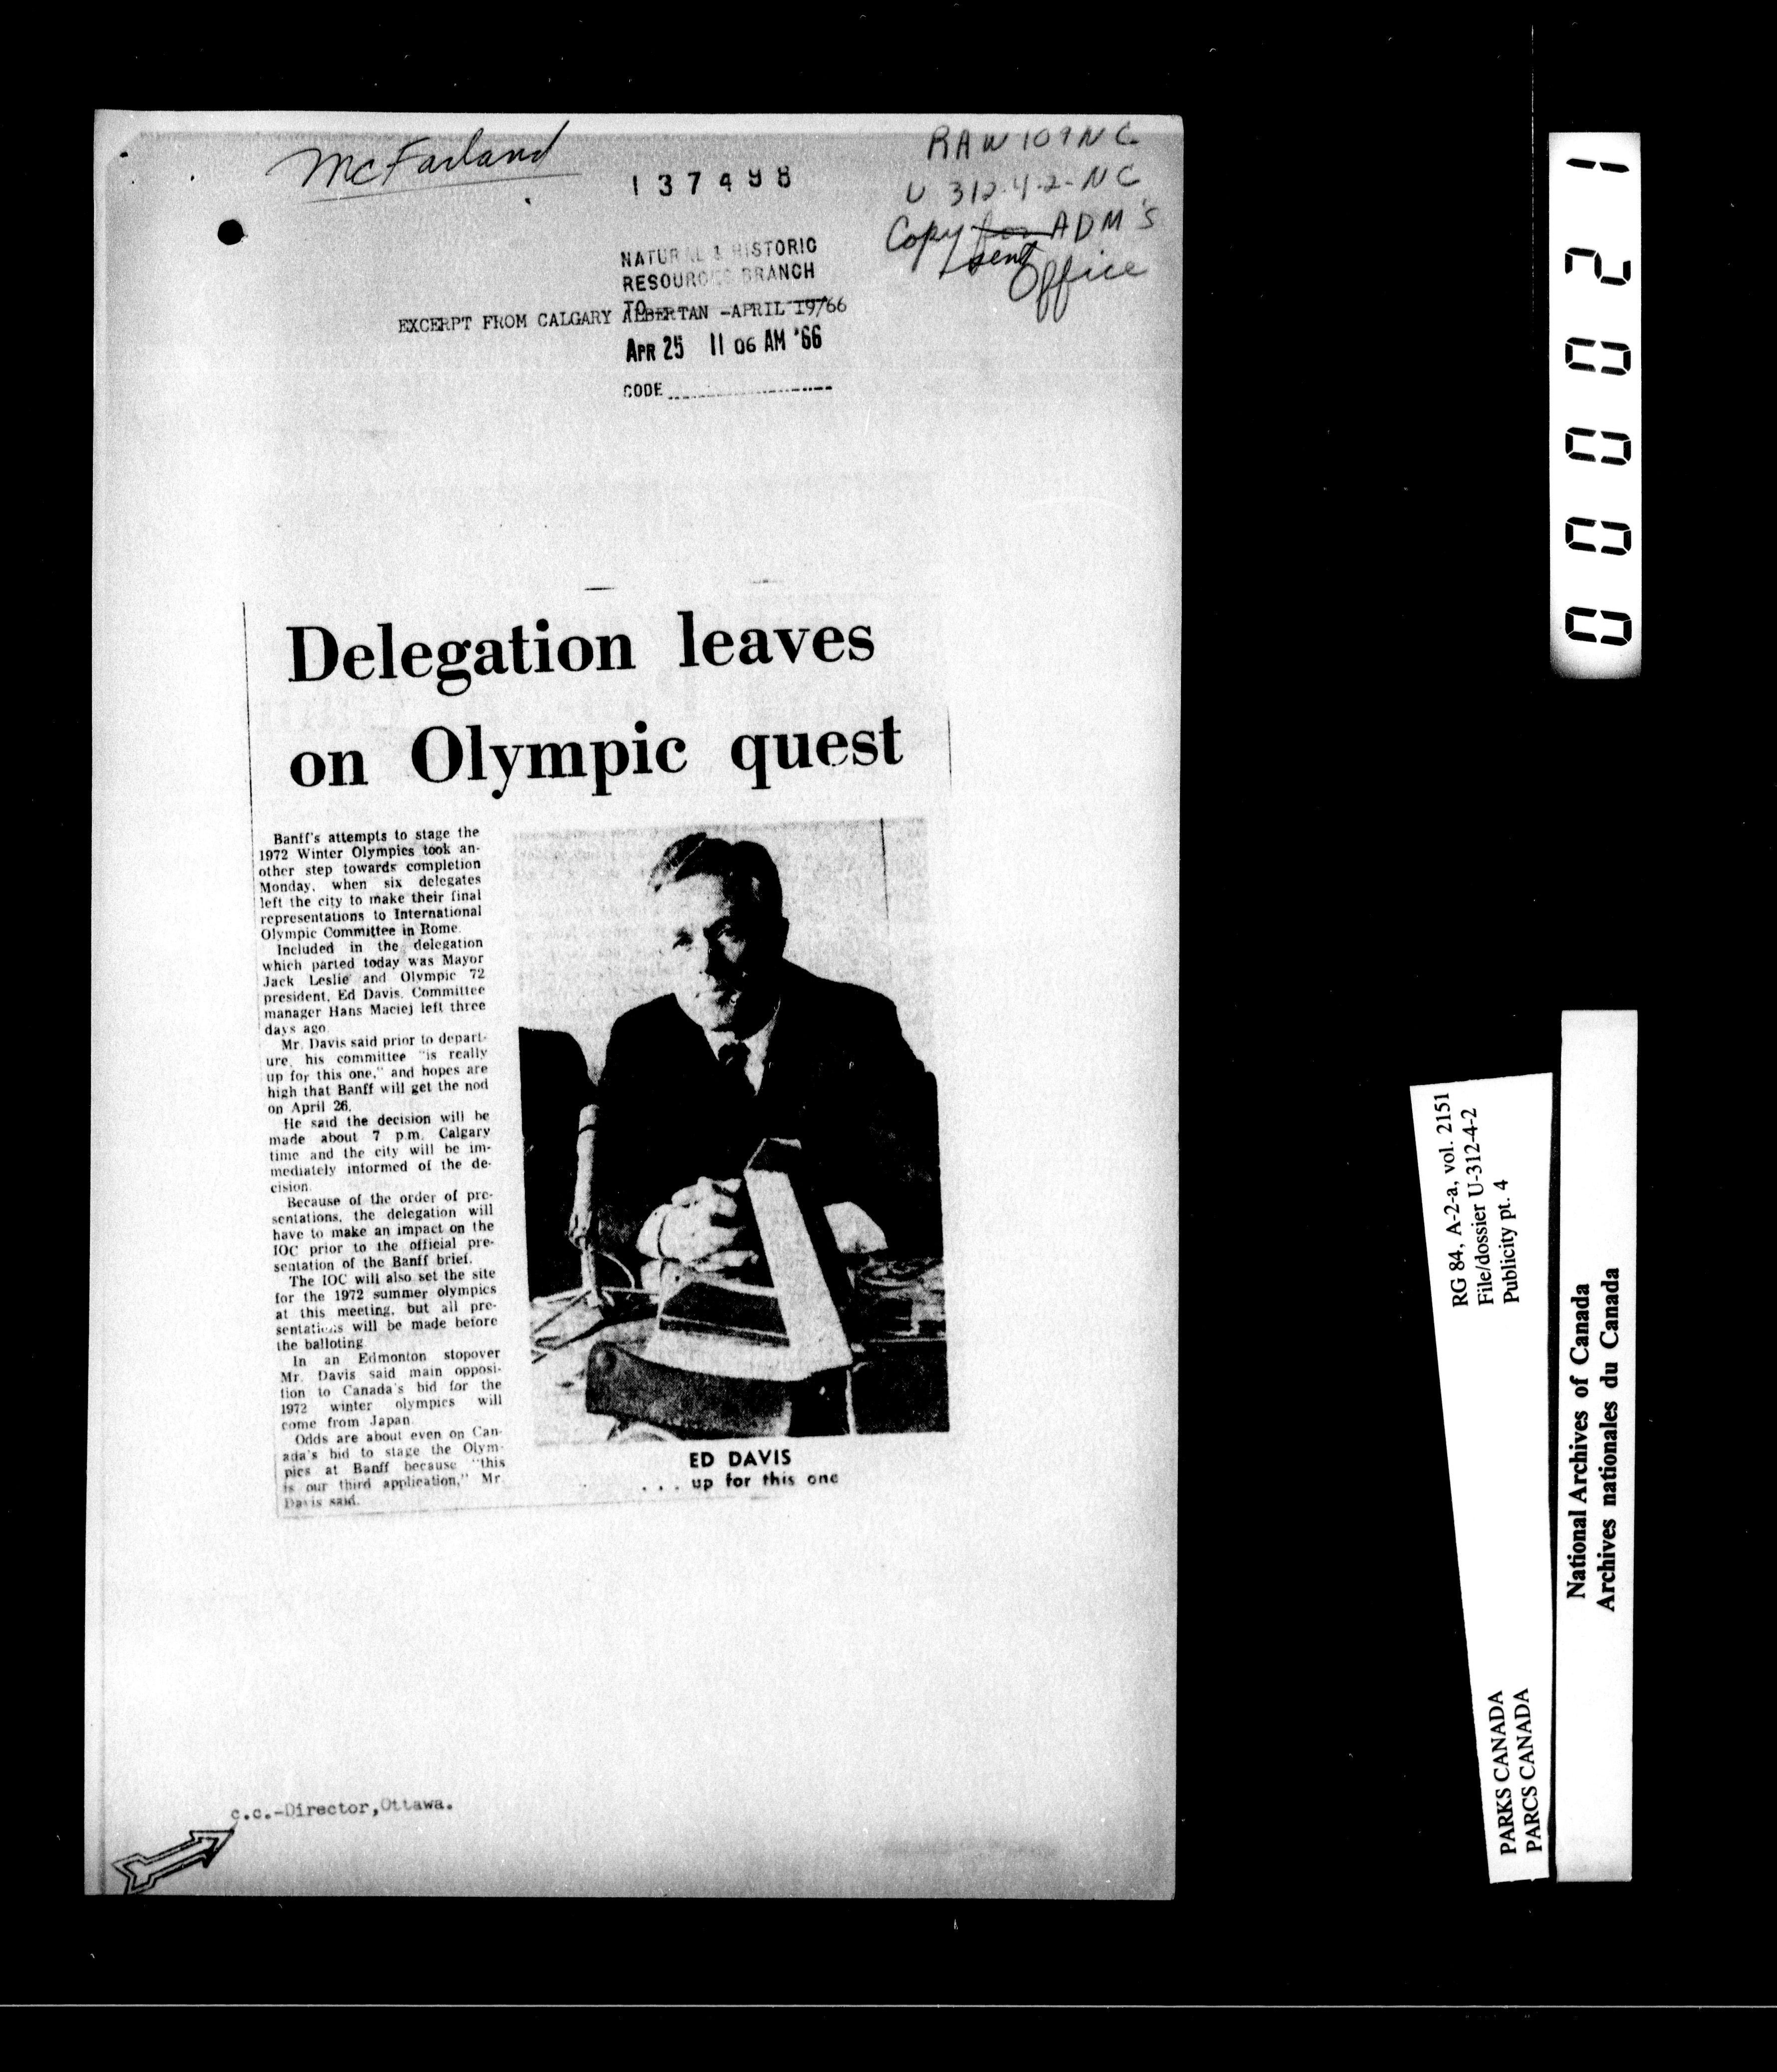 McFarland
137498
RAW 109 NC
U 312-4-2-NC
Copy for ADM's
sent Office
NATURAL & HISTORIC
RESOURCES BRANCH
TO
EXCERPT FROM CALGARY ALBERTAN -APRIL 19/66
APR 25 11 06 AM '66
CODE
Delegation leaves
on Olympic quest
Banff's attempts to stage the
1972 Winter Olympics took an-
other step towards completion
Monday, when six delegates
left the city to make their final
representations to International
Olympic Committee in Rome.
Included in the delegation
which parted today was Mayor
Jack Leslie and Olympic 72
president, Ed Davis. Committee
manager Hans Maciej left three
days ago.
Mr. Davis said prior to depart-
ure, his committee "is really
up for this one," and hopes are
high that Banff will get the nod
on April 26.
He said the decision will be
made about 7 p.m. Calgary
time and the city will be im-
mediately informed of the de-
cision.
Because of the order of pre-
sentations, the delegation will
have to make an impact on the
IOC prior to the official pre-
sentation of the Banff brief.
The IOC will also set the site
for the 1972 summer olympics
at this meeting, but all pre-
sentations will be made before
the balloting.
In an Edmonton stopover
Mr. Davis said main opposi-
tion to Canada's bid for the
1972 winter olympics will
come from Japan.
Odds are about even on Can-
ada's bid to stage the Olym-
pics at Banff because "this
is our third application," Mr.
Davis said.
ED DAVIS
. . . up for this one
c.c.-Director,Ottawa.
000021
RG 84, A-2-a, vol. 2151
File/dossier U-312-4-2
Publicity pt. 4
PARKS CANADA
PARCS CANADA
National Archives of Canada
Archives nationales du Canada